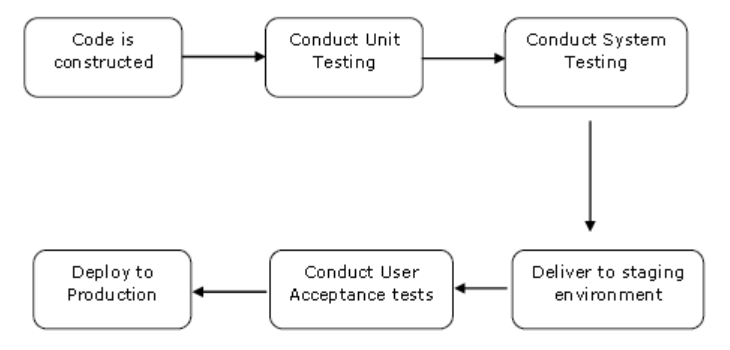 Code is
constructed
Conduct Unit
Testing
Conduct System
Testing
Deliver to staging
environment
Conduct User
Acceptance tests
Deploy to
Production